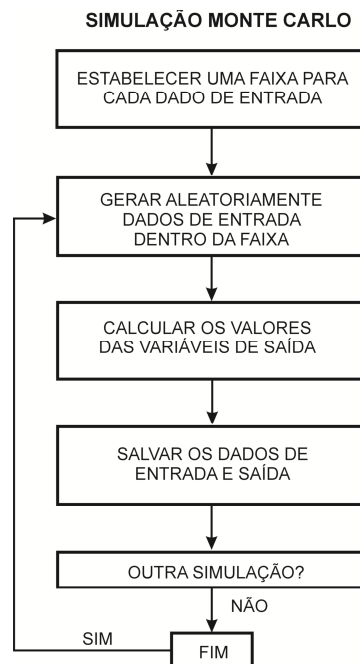 SIMULAÇÃO MONTE CARLO
ESTABELECER UMA FAIXA PARA
CADA DADO DE ENTRADA
GERAR ALEATORIAMENTE
DADOS DE ENTRADA
DENTRO DA FAIXA
CALCULAR OS VALORES
DAS VARIÁVEIS DE SAÍDA
SALVAR OS DADOS DE
ENTRADA E SAÍDA
OUTRA SIMULAÇÃO?
NÃO
SIM
FIM